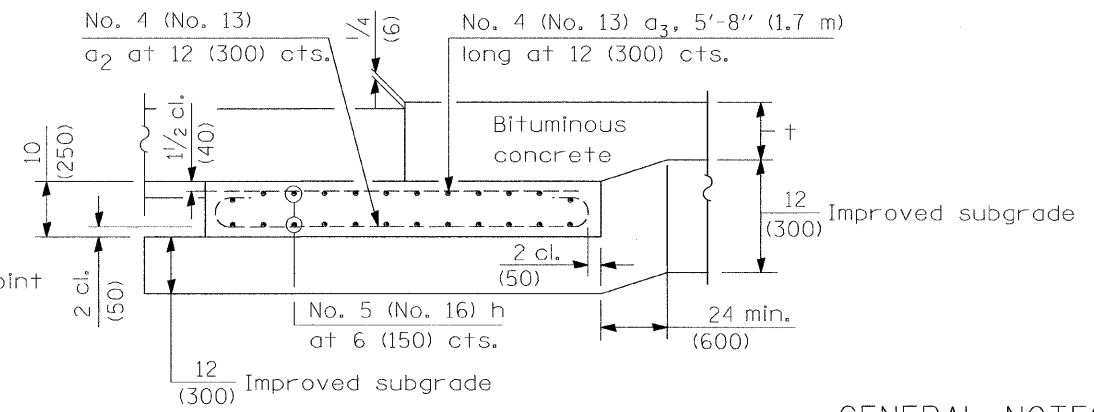 No. 4 (No. 13)
a2 at 12 (300) cts.
1/4
(6)
No. 4 (No. 13) a3, 5'-8" (1.7 m)
long at 12 (300) cts.
10
(250)
1 1/2 cl.
(40)
Bituminous
concrete
t
12
(300)
Improved subgrade
2 cl.
(50)
oint
2 cl.
(50)
No. 5 (No. 16) h
at 6 (150) cts.
24 min.
(600)
12
(300)
Improved subgrade
GENERAL NOTES